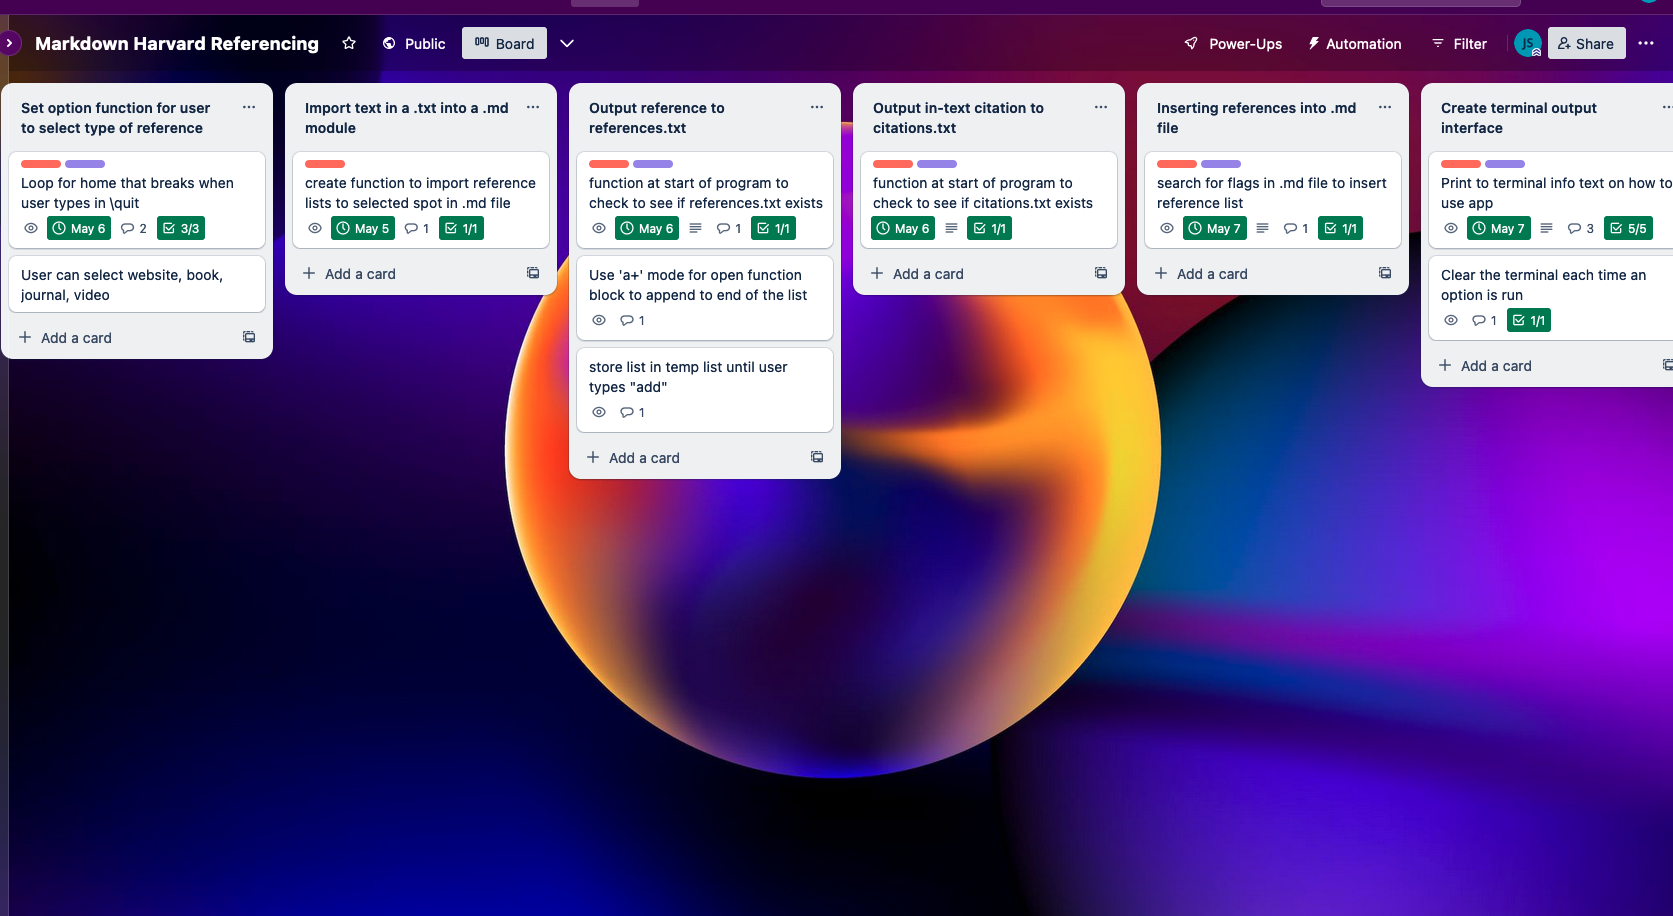 Markdown Harvard Referencing
Public
Board
Power-Ups
Automation
Filter
JS
Share
Set option function for user
to select type of reference
Loop for home that breaks when
user types in \quit
May 6
2
3/3
User can select website, book,
journal, video
Add a card
Import text in a .txt into a .md
module
create function to import reference
lists to selected spot in .md file
May 5
1
1/1
Add a card
Output reference to
references.txt
function at start of program to
check to see if references.txt exists
May 6
1
1/1
Use 'a+' mode for open function
block to append to end of the list
1
store list in temp list until user
types "add"
1
Add a card
Output in-text citation to
citations.txt
function at start of program to
check to see if citations.txt exists
May 6
1/1
Add a card
Inserting references into .md
file
search for flags in .md file to insert
reference list
May 7
1
1/1
Add a card
Create terminal output
interface
Print to terminal info text on how to
use app
May 7
3
5/5
Clear the terminal each time an
option is run
1
1/1
Add a card